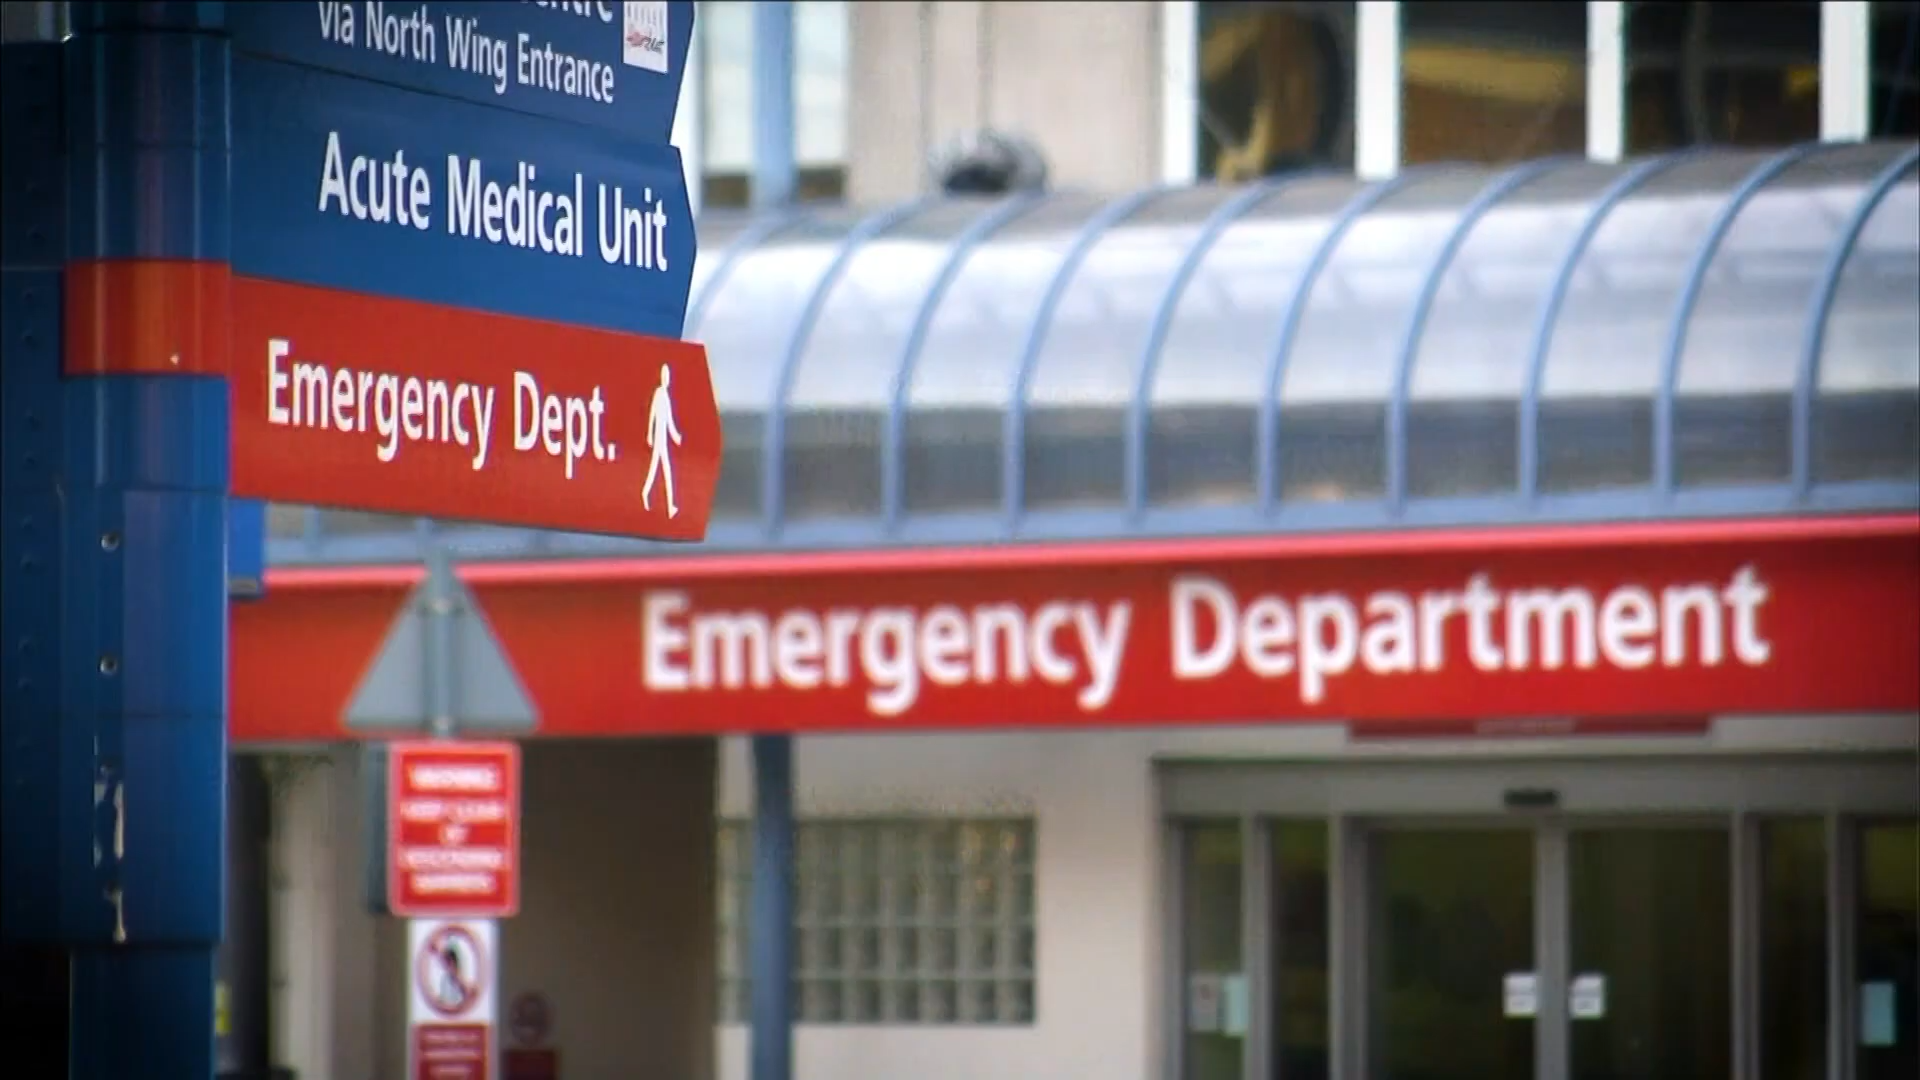 Via North Wing Entrance
Acute Medical Unit
Emergency Dept.
Emergency Department